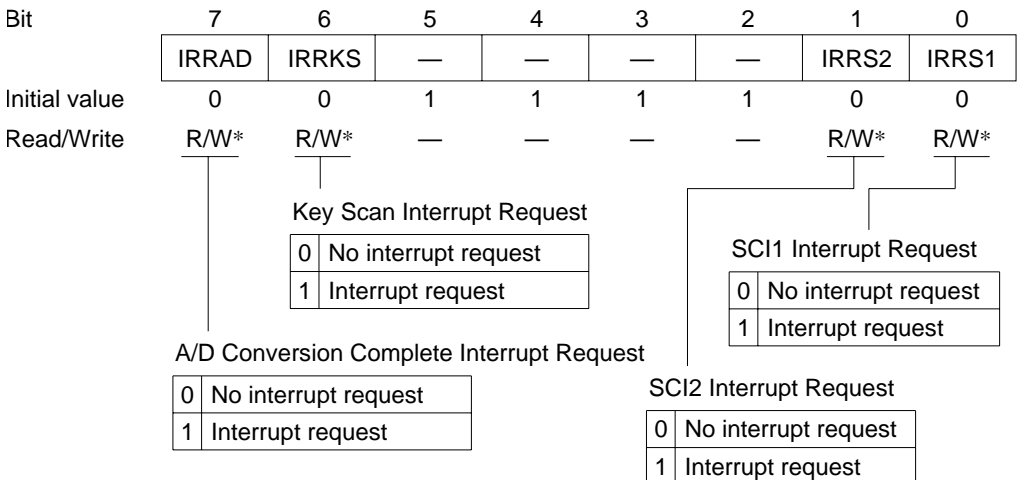 Bit 7 6 5 4 3 2 1 0
IRRAD IRRKS — — — — IRRS2 IRRS1
Initial value 0 0 1 1 1 1 0 0
Read/Write R/W* R/W* — — — — R/W* R/W*
Key Scan Interrupt Request
0 No interrupt request
1 Interrupt request
SCI1 Interrupt Request
0 No interrupt request
1 Interrupt request
A/D Conversion Complete Interrupt Request
0 No interrupt request
1 Interrupt request
SCI2 Interrupt Request
0 No interrupt request
1 Interrupt request